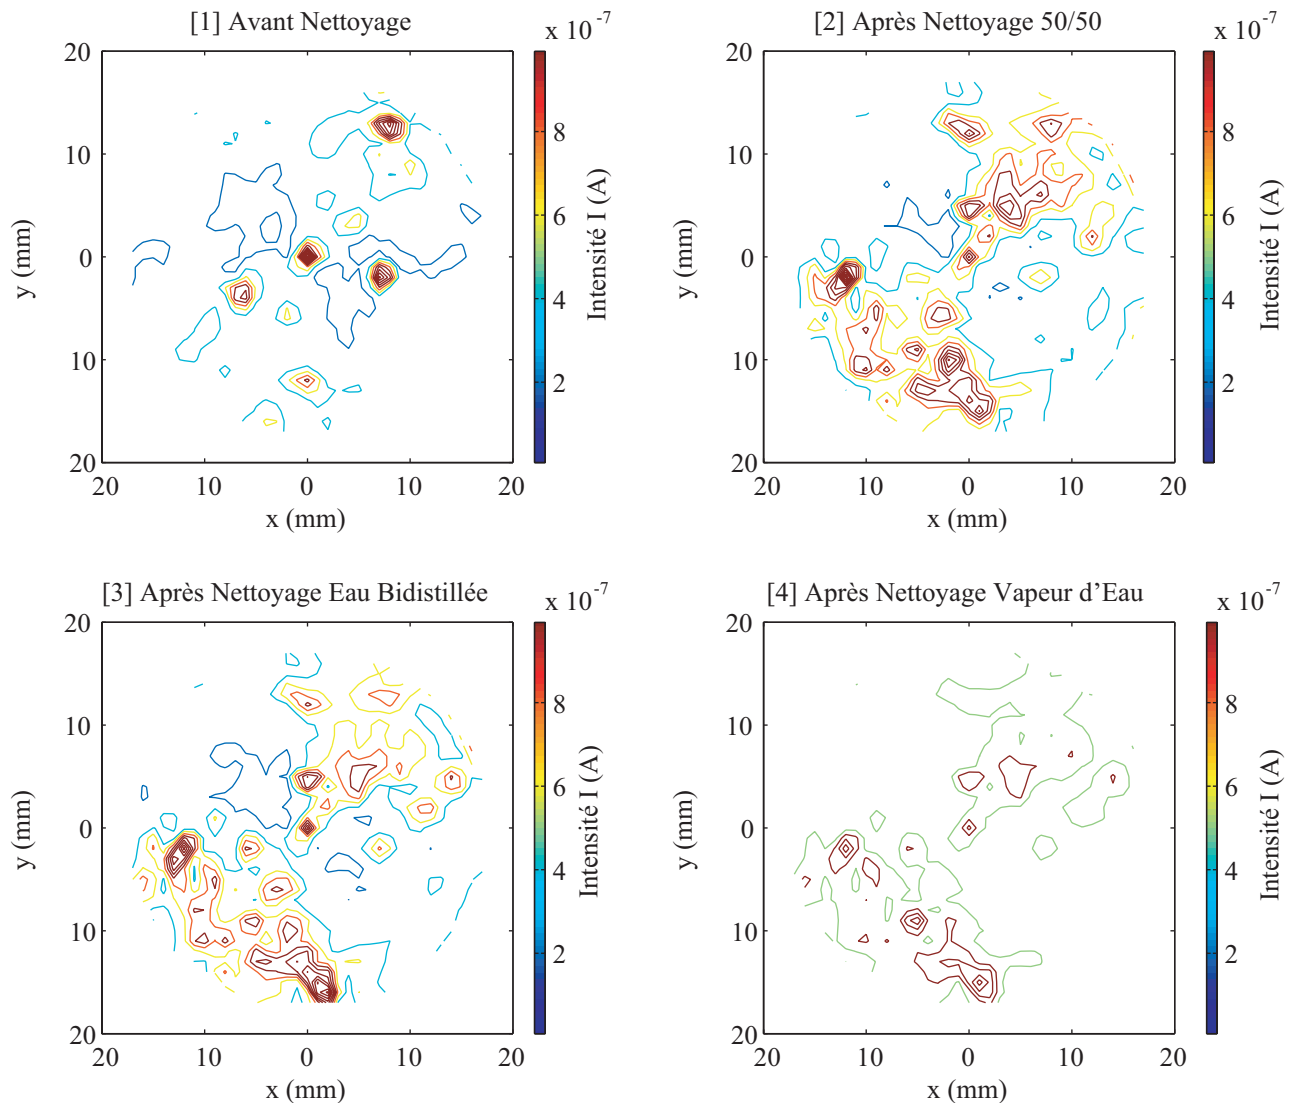 [1] Avant Nettoyage
x 10-7
20
10
0
10
20
20 10 0 10 20
x (mm)
y (mm)
8
6
4
2
Intensité I (A)
[2] Après Nettoyage 50/50
x 10-7
20
10
0
10
20
20 10 0 10 20
x (mm)
y (mm)
8
6
4
2
Intensité I (A)
[3] Après Nettoyage Eau Bidistillée
x 10-7
20
10
0
10
20
20 10 0 10 20
x (mm)
y (mm)
8
6
4
2
Intensité I (A)
[4] Après Nettoyage Vapeur d’Eau
x 10-7
20
10
0
10
20
20 10 0 10 20
x (mm)
y (mm)
8
6
4
2
Intensité I (A)